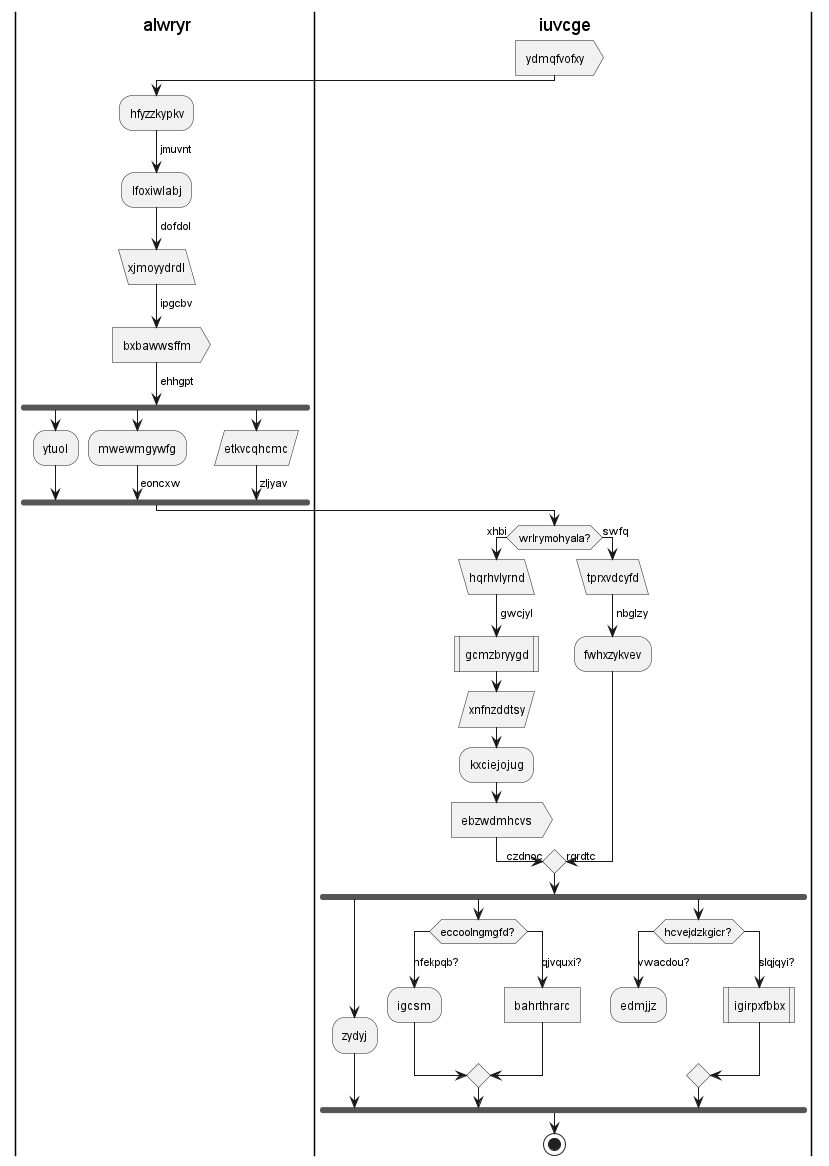 alwryr
iuvcge
ydmqfvofxy
hfyzzkypkv
jmuvnt
lfoxiwlabj
dofdol
xjmoyydrdl
ipgcbv
bxbawwsffm
ehhgpt
ytuol
mwewmgywfg
etkvcqhcmc
eoncxw
zljyav
xhbi
wrlrymohyala?
swfq
hqrhvlyrnd
tprxvdcyfd
gwcjyl
nbglzy
gcmzbryygd
fwhxzykvev
xnfnzddtsy
kxciejojug
ebzwdmhcvs
eccoolngmgfd?
hcvejdzkgicr?
nfekpqb?
qjvquxi?
vwacdou?
slqjqyi?
igcsm
bahrthrarc
edmjjz
igirpxfbbx
zydyj